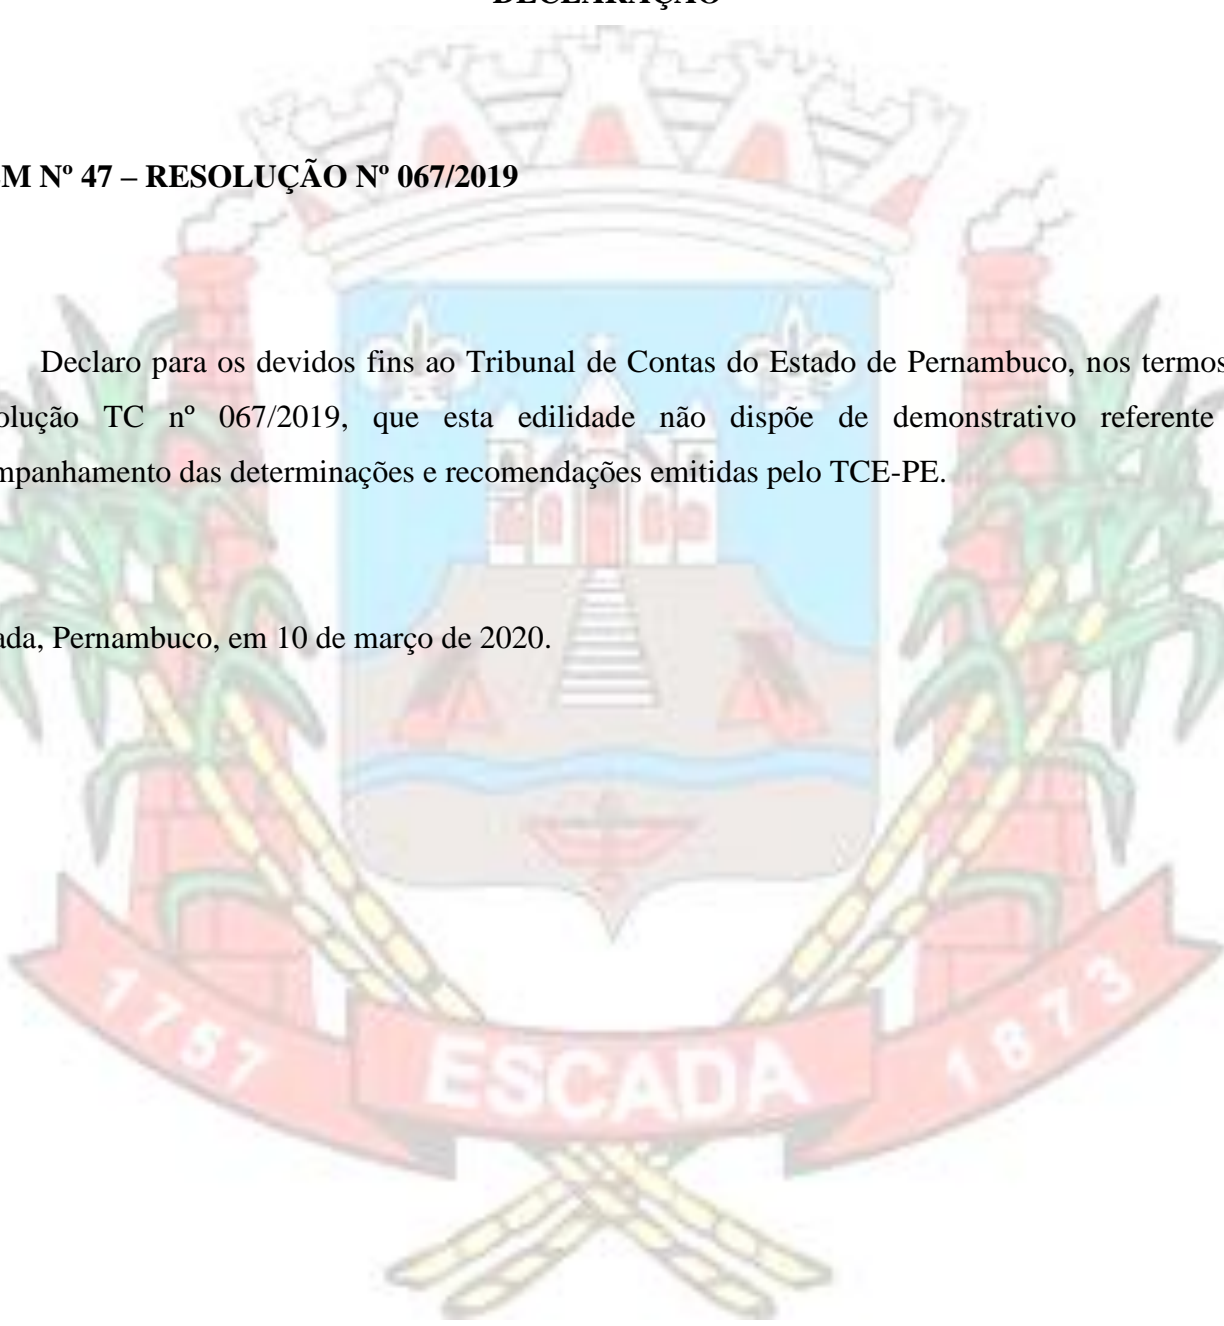 DECLARAÇÃO
M Nº 47 – RESOLUÇÃO Nº 067/2019
Declaro para os devidos fins ao Tribunal de Contas do Estado de Pernambuco, nos termos
olução TC nº 067/2019, que esta edilidade não dispõe de demonstrativo referente
mpanhamento das determinações e recomendações emitidas pelo TCE-PE.
ada, Pernambuco, em 10 de março de 2020.
1757 ESCADA 1873